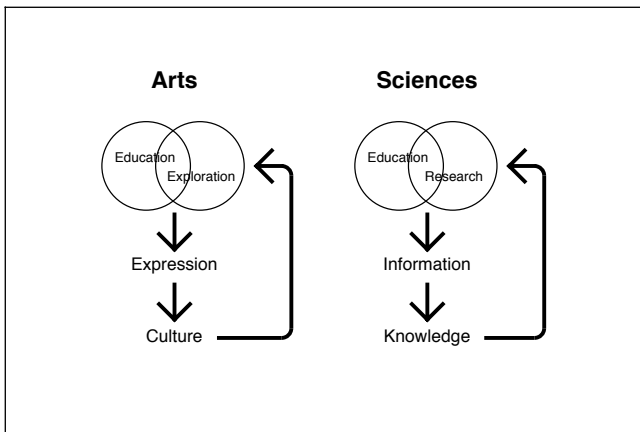 Arts
Education
Exploration
Expression
Culture
Sciences
Education
Research
Information
Knowledge